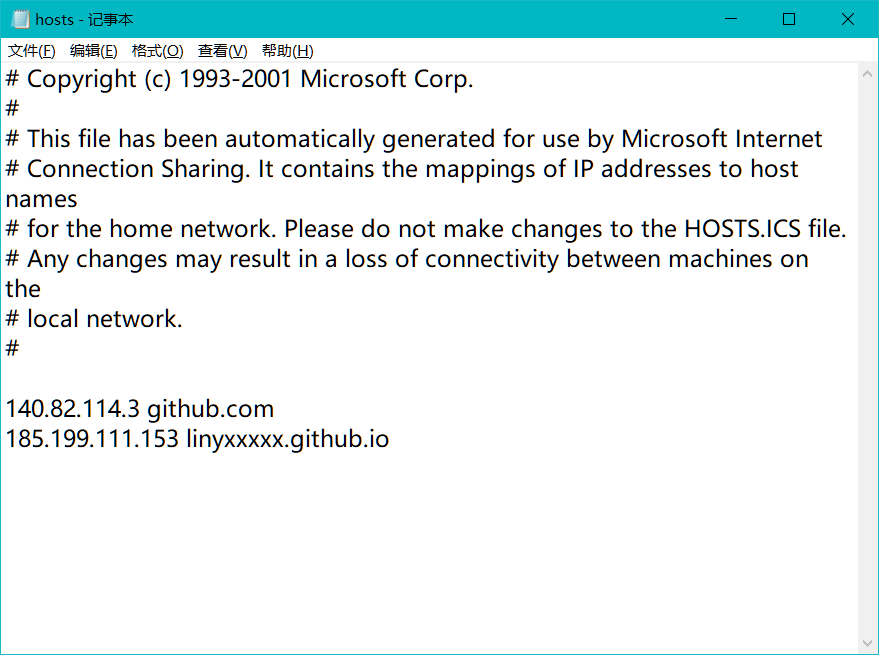 hosts - 记事本
文件(F) 编辑(E) 格式(O) 查看(V) 帮助(H)
# Copyright (c) 1993-2001 Microsoft Corp.
#
# This file has been automatically generated for use by Microsoft Internet
# Connection Sharing. It contains the mappings of IP addresses to host
names
# for the home network. Please do not make changes to the HOSTS.ICS file.
# Any changes may result in a loss of connectivity between machines on
the
# local network.
#
140.82.114.3 github.com
185.199.111.153 linyxxxxx.github.io